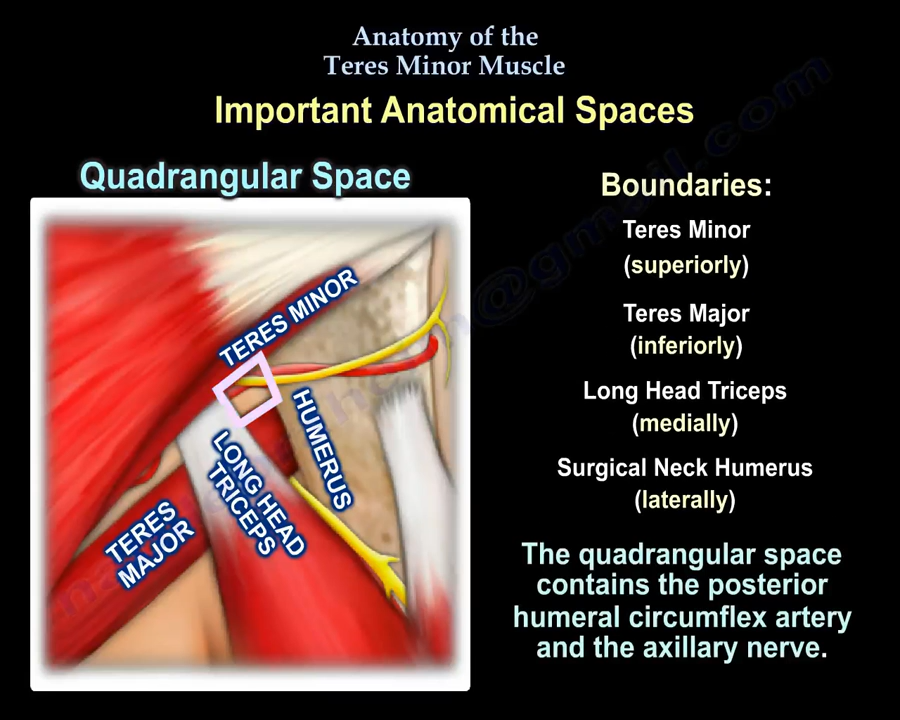 Anatomy of the
Teres Minor Muscle
Important Anatomical Spaces
Quadrangular Space
TERES MINOR
HUMERUS
LONG HEAD
TRICEPS
TERES
MAJOR
Boundaries:
Teres Minor
(superiorly)
Teres Major
(inferiorly)
Long Head Triceps
(medially)
Surgical Neck Humerus
(laterally)
The quadrangular space
contains the posterior
humeral circumflex artery
and the axillary nerve.
@gmail.com